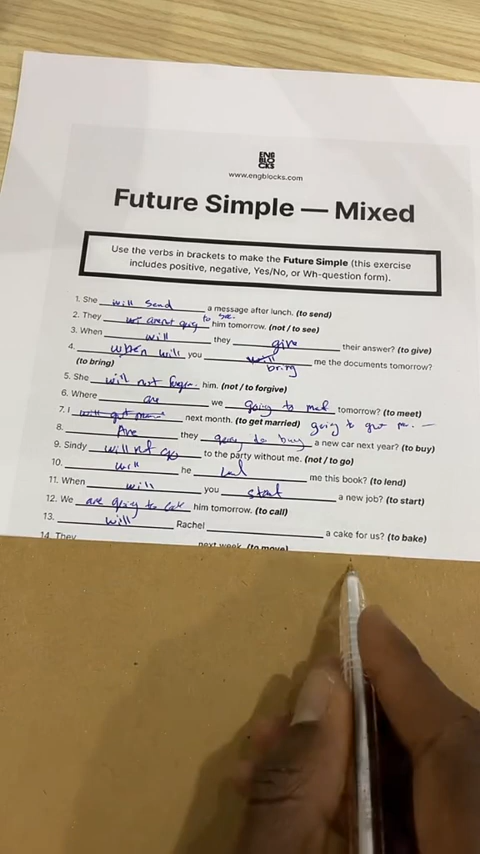 ENG
BLO
CKS
www.engblocks.com
Future Simple — Mixed
Use the verbs in brackets to make the Future Simple (this exercise
includes positive, negative, Yes/No, or Wh-question form).
1. She will send a message after lunch. (to send)
2. They arent going to see him tomorrow. (not / to see)
3. When will they give their answer? (to give)
4. when will you bring me the documents tomorrow?
(to bring)
5. She will not him. (not / to forgive)
6. Where are we going to meet tomorrow? (to meet)
7. I next month. (to get married) going to get
8. Are they going to buy a new car next year? (to buy)
9. Sindy will not go to the party without me. (not / to go)
10. will he me this book? (to lend)
11. When will you start a new job? (to start)
12. We are going to call him tomorrow. (to call)
13. will Rachel a cake for us? (to bake)
14. They next week. (to move)